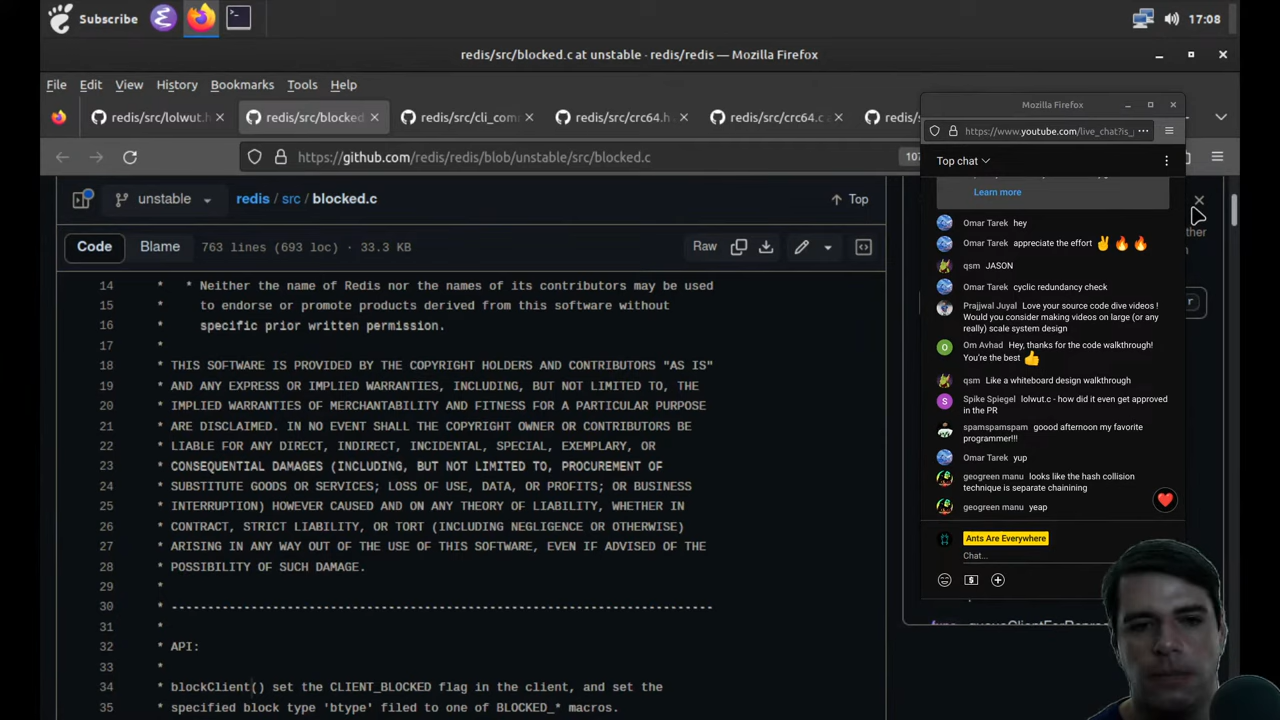 Subscribe
17:08
redis/src/blocked.c at unstable · redis/redis — Mozilla Firefox
File Edit View History Bookmarks Tools Help
redis/src/lolwut.h
redis/src/blocked
redis/src/cli_com
redis/src/crc64.h
redis/src/crc64.c
redis/s
https://github.com/redis/redis/blob/unstable/src/blocked.c
107
unstable
redis / src / blocked.c
Top
Code Blame 763 lines (693 loc) · 33.3 KB
Raw
14 * * Neither the name of Redis nor the names of its contributors may be used
15 * to endorse or promote products derived from this software without
16 * specific prior written permission.
17 *
18 * THIS SOFTWARE IS PROVIDED BY THE COPYRIGHT HOLDERS AND CONTRIBUTORS "AS IS"
19 * AND ANY EXPRESS OR IMPLIED WARRANTIES, INCLUDING, BUT NOT LIMITED TO, THE
20 * IMPLIED WARRANTIES OF MERCHANTABILITY AND FITNESS FOR A PARTICULAR PURPOSE
21 * ARE DISCLAIMED. IN NO EVENT SHALL THE COPYRIGHT OWNER OR CONTRIBUTORS BE
22 * LIABLE FOR ANY DIRECT, INDIRECT, INCIDENTAL, SPECIAL, EXEMPLARY, OR
23 * CONSEQUENTIAL DAMAGES (INCLUDING, BUT NOT LIMITED TO, PROCUREMENT OF
24 * SUBSTITUTE GOODS OR SERVICES; LOSS OF USE, DATA, OR PROFITS; OR BUSINESS
25 * INTERRUPTION) HOWEVER CAUSED AND ON ANY THEORY OF LIABILITY, WHETHER IN
26 * CONTRACT, STRICT LIABILITY, OR TORT (INCLUDING NEGLIGENCE OR OTHERWISE)
27 * ARISING IN ANY WAY OUT OF THE USE OF THIS SOFTWARE, EVEN IF ADVISED OF THE
28 * POSSIBILITY OF SUCH DAMAGE.
29 *
30 * ---------------------------------------------------------------------------
31 *
32 * API:
33 *
34 * blockClient() set the CLIENT_BLOCKED flag in the client, and set the
35 * specified block type 'btype' filed to one of BLOCKED_* macros.
Mozilla Firefox
https://www.youtube.com/live_chat?is_
Top chat
Learn more
Omar Tarek hey
Omar Tarek appreciate the effort ✌️🔥🔥
qsm JASON
Omar Tarek cyclic redundancy check
Prajjwal Juyal Love your source code dive videos !
Would you consider making videos on large (or any
really) scale system design
Om Avhad Hey, thanks for the code walkthrough!
You're the best 👍
qsm Like a whiteboard design walkthrough
Spike Spiegel lolwut.c - how did it even get approved
in the PR
spamspamspam goood afternoon my favorite
programmer!!!
Omar Tarek yup
geogreen manu looks like the hash collision
technique is separate chainining
geogreen manu yeap
Ants Are Everywhere
Chat...
ther